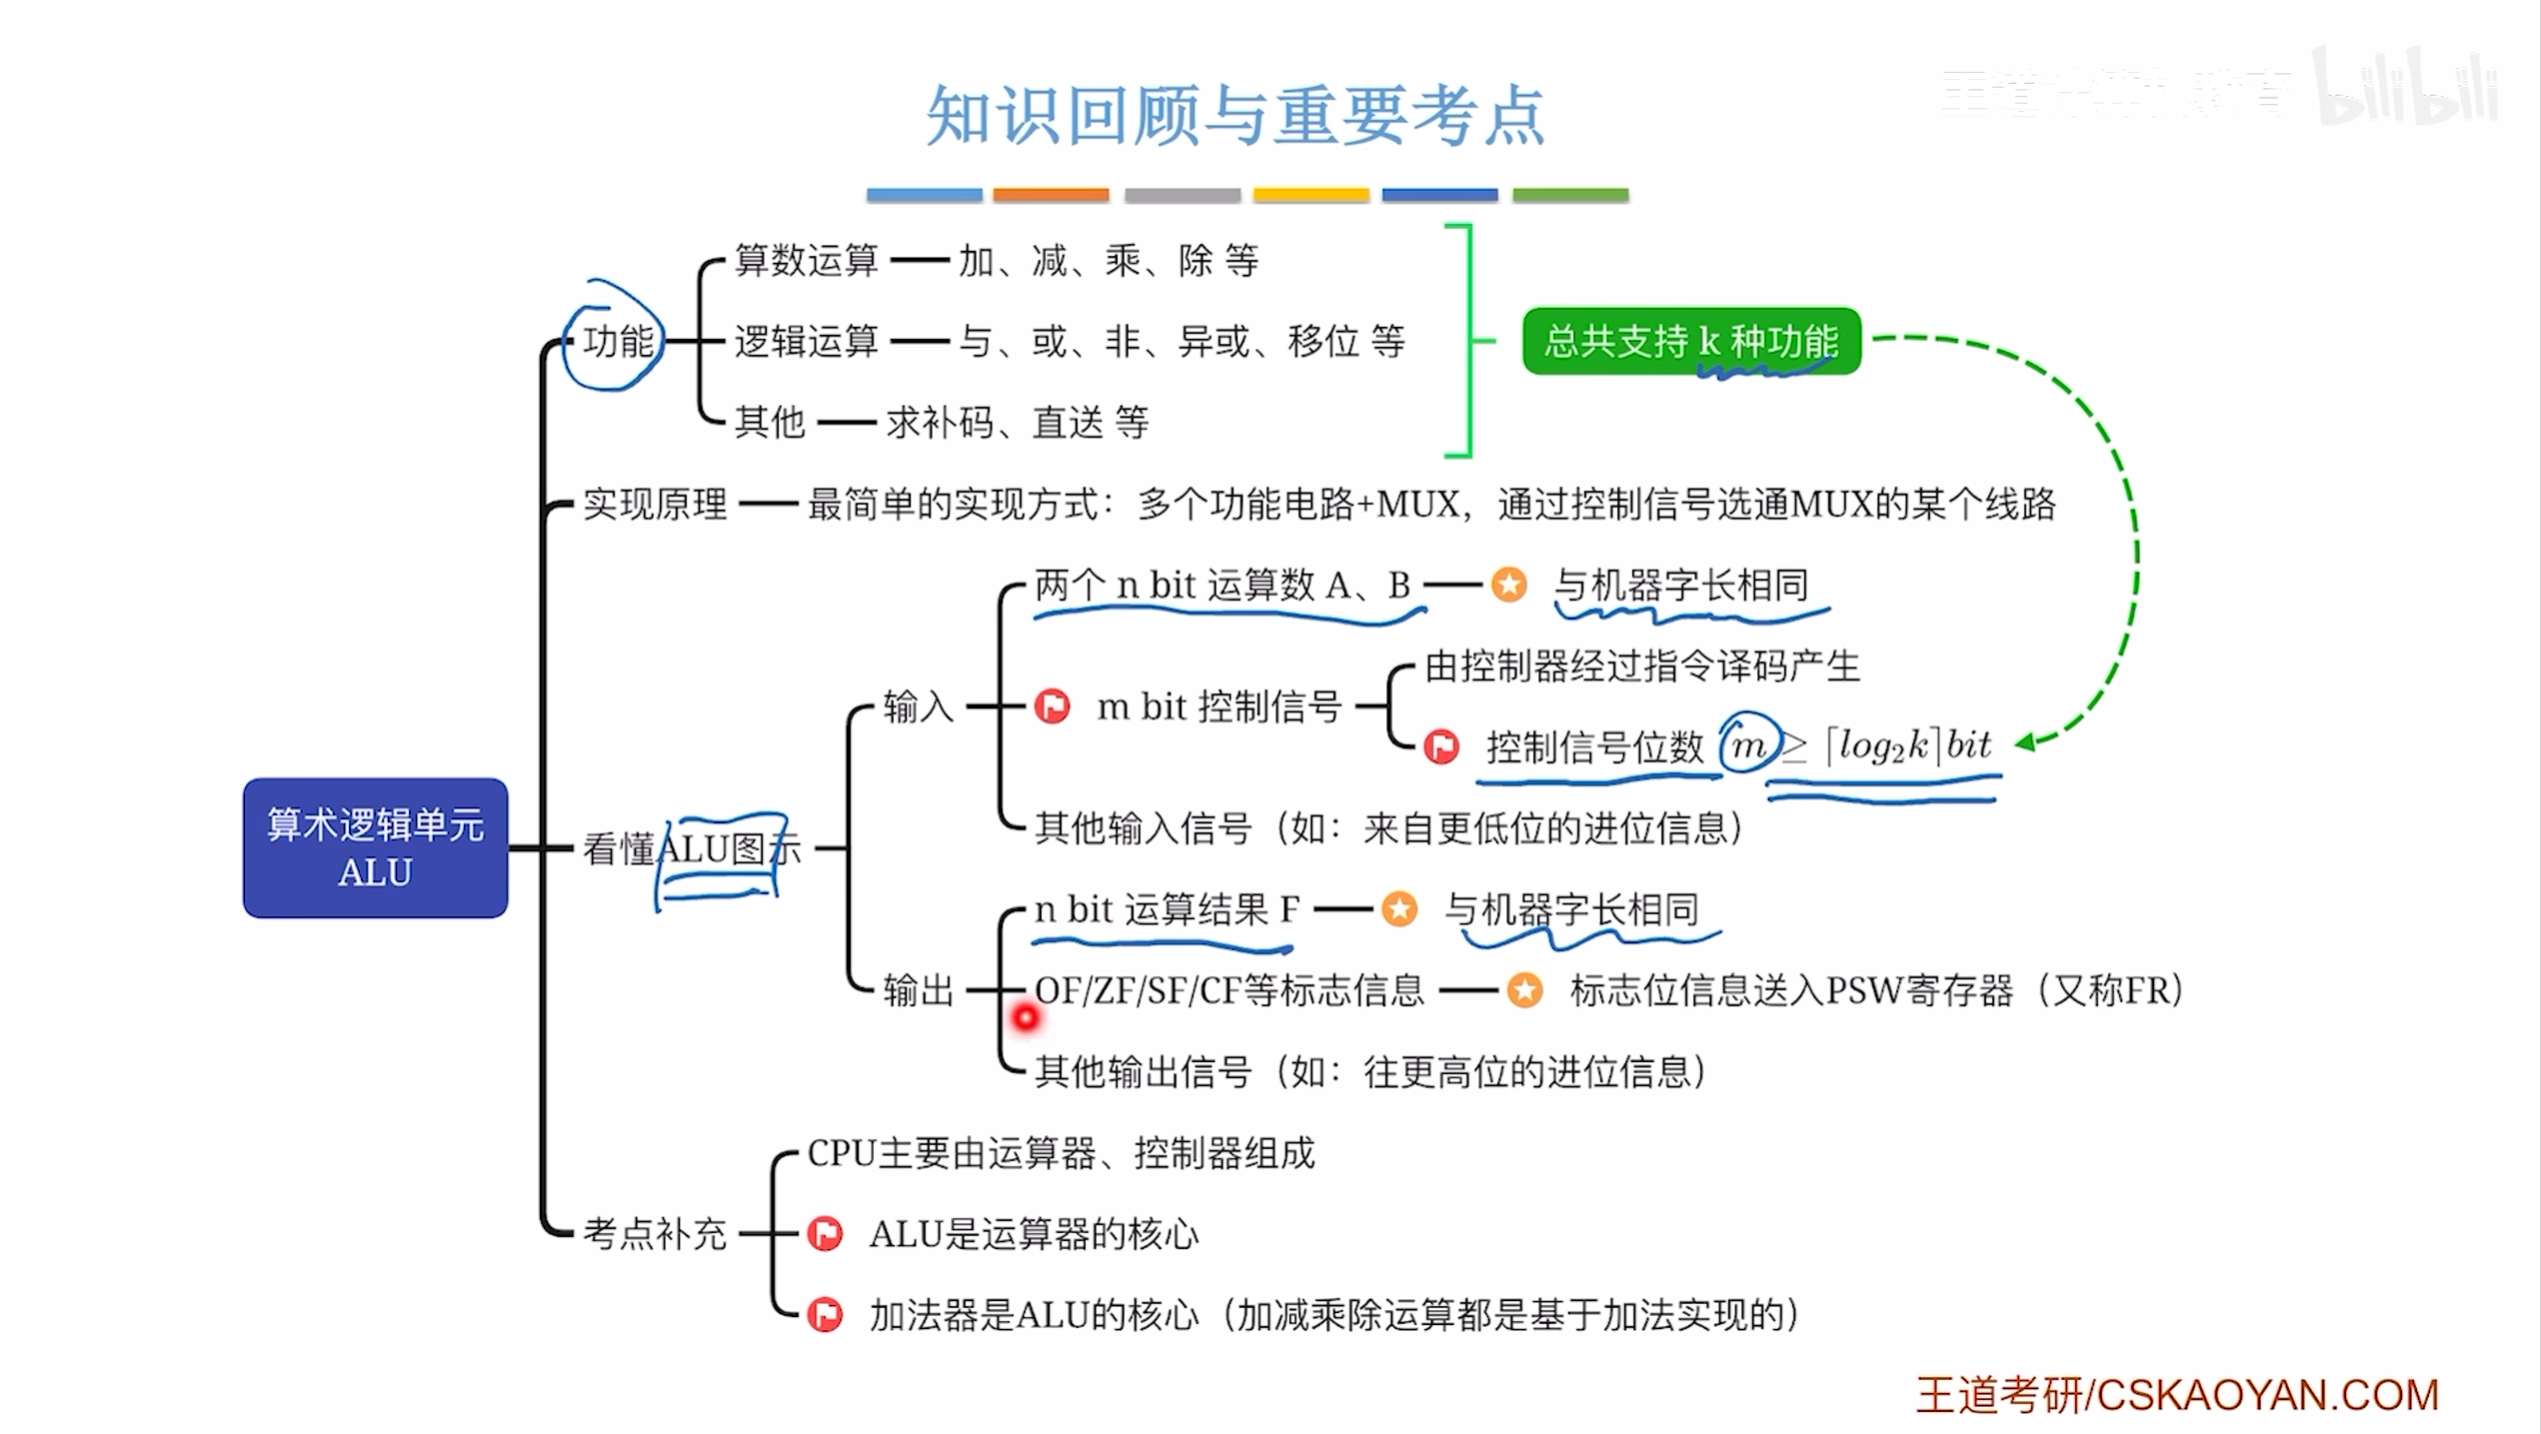 知识回顾与重要考点
bilibili
算数运算 加、减、乘、除 等
功能 逻辑运算 与、或、非、异或、移位 等 总共支持 k 种功能
其他 求补码、直送 等
实现原理 最简单的实现方式：多个功能电路+MUX，通过控制信号选通MUX的某个线路
两个 n bit 运算数 A、B 与机器字长相同
由控制器经过指令译码产生
输入 m bit 控制信号
控制信号位数 m ≥ ⌈log₂k⌉bit
其他输入信号（如：来自更低位的进位信息）
算术逻辑单元
ALU
看懂ALU图示
n bit 运算结果 F 与机器字长相同
输出 OF/ZF/SF/CF等标志信息 标志位信息送入PSW寄存器（又称FR）
其他输出信号（如：往更高位的进位信息）
CPU主要由运算器、控制器组成
考点补充 ALU是运算器的核心
加法器是ALU的核心（加减乘除运算都是基于加法实现的）
王道考研/CSKAOYAN.COM